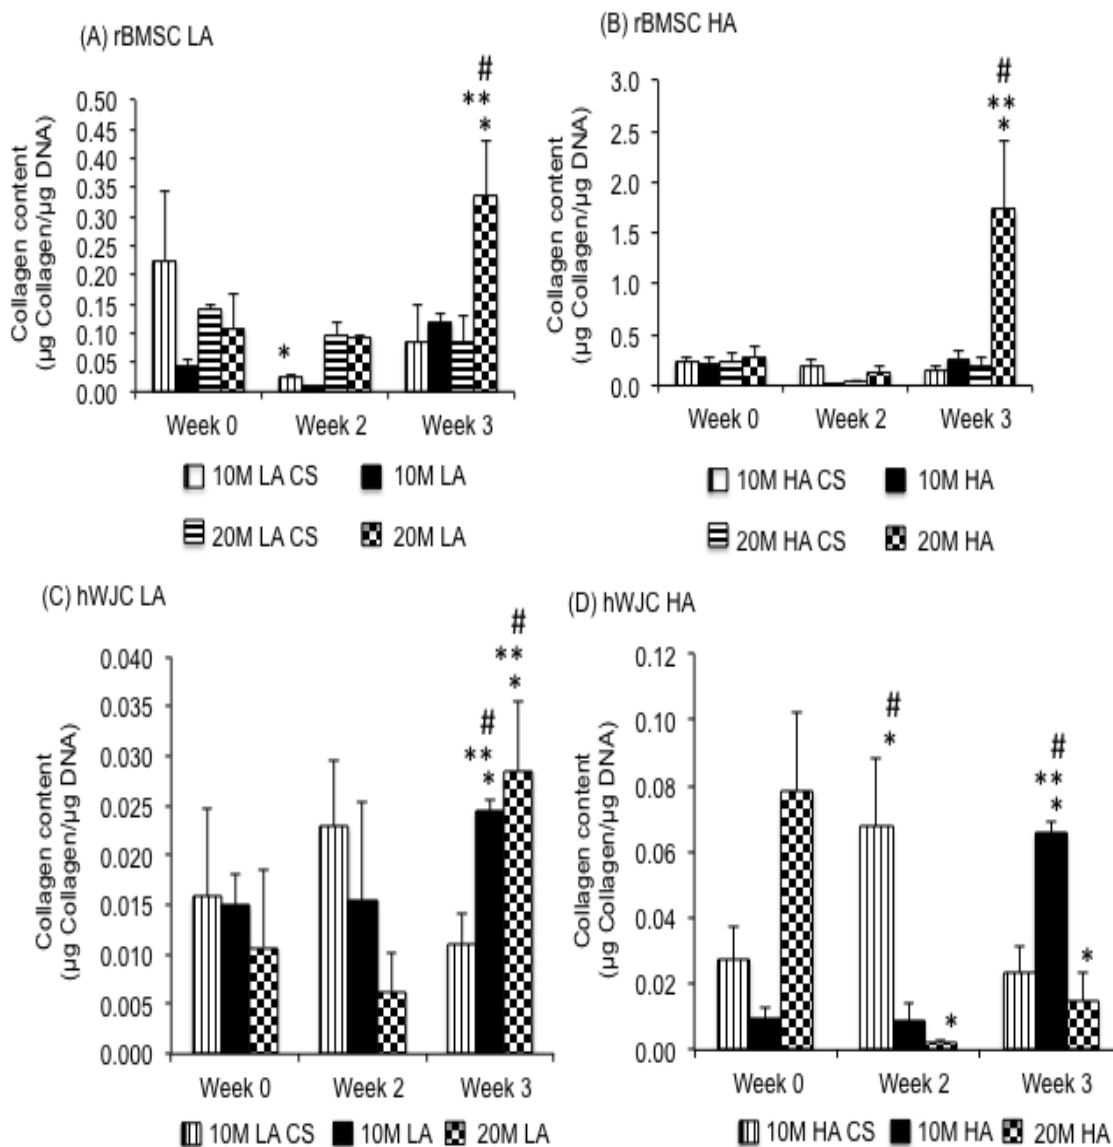 (A) rBMSC LA
#
**
*
Collagen content
(µg Collagen/µg DNA)
0.50
0.45
0.40
0.35
0.30
0.25
0.20
0.15
0.10
0.05
0.00
*
Week 0 Week 2 Week 3
10M LA CS 10M LA
20M LA CS 20M LA
(B) rBMSC HA
#
**
*
Collagen content
(µg Collagen/µg DNA)
3.0
2.5
2.0
1.5
1.0
0.5
0.0
Week 0 Week 2 Week 3
10M HA CS 10M HA
20M HA CS 20M HA
(C) hWJC LA
#
**
*
#
**
*
Collagen content
(µg Collagen/µg DNA)
0.040
0.035
0.030
0.025
0.020
0.015
0.010
0.005
0.000
Week 0 Week 2 Week 3
10M LA CS 10M LA 20M LA
(D) hWJC HA
#
*
#
**
*
*
*
Collagen content
(µg Collagen/µg DNA)
0.12
0.10
0.08
0.06
0.04
0.02
0.00
Week 0 Week 2 Week 3
10M HA CS 10M HA 20M HA